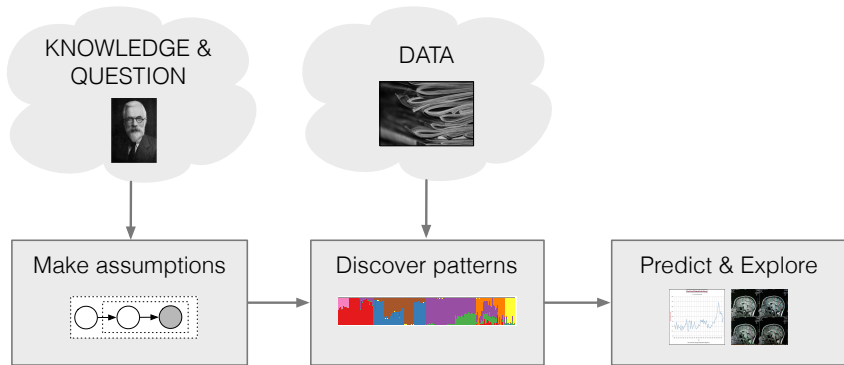 KNOWLEDGE &
QUESTION
DATA
Make assumptions
Discover patterns
Predict & Explore